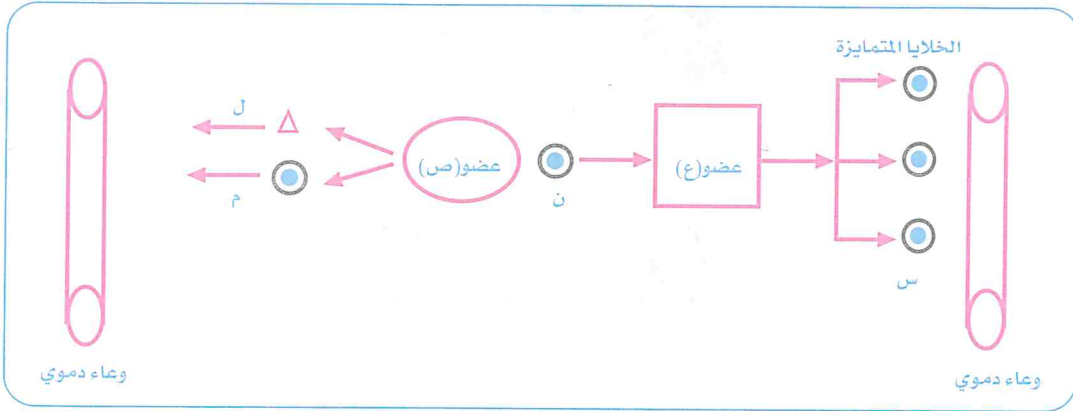 الخلايا المتمايزة
ل
عضو(ص)
عضو(ع)
م
ن
س
وعاء دموي
وعاء دموي